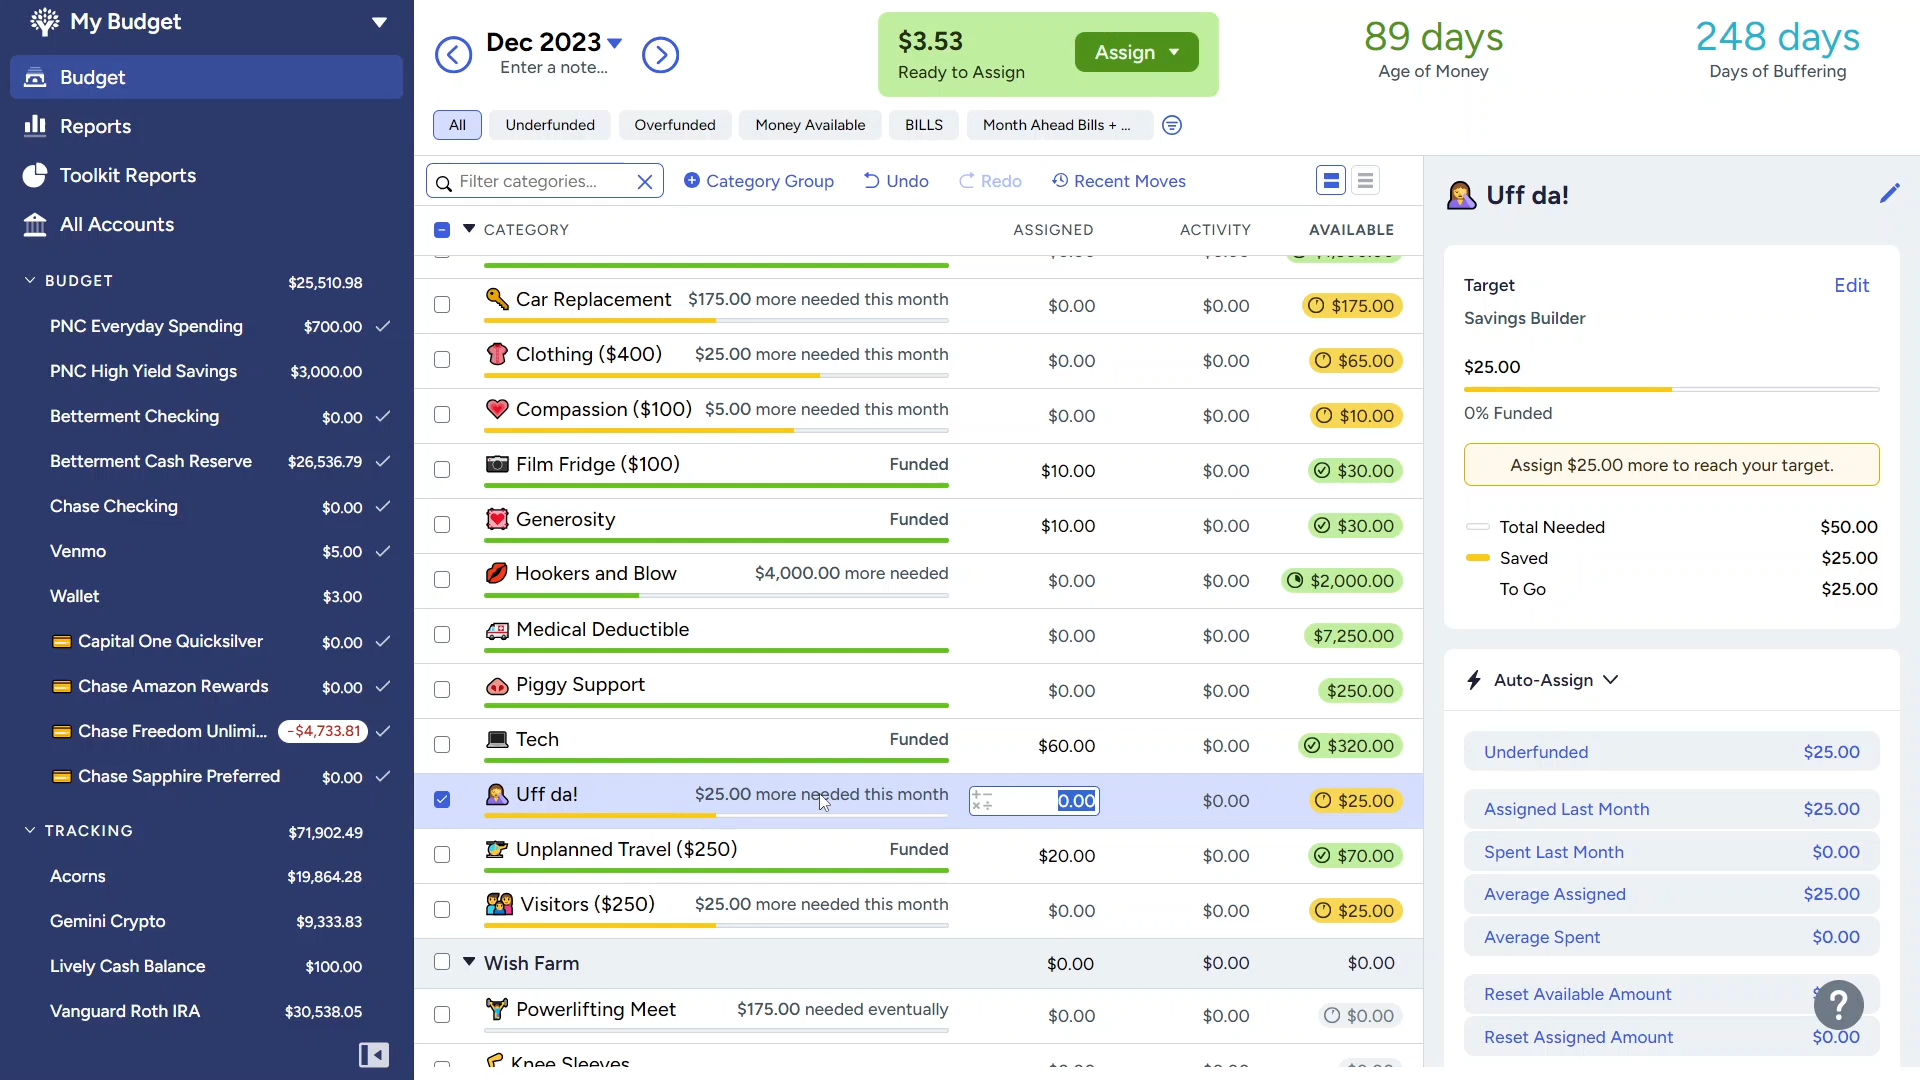 My Budget
Budget
Reports
Toolkit Reports
All Accounts
BUDGET $25,510.98
PNC Everyday Spending $700.00
PNC High Yield Savings $3,000.00
Betterment Checking $0.00
Betterment Cash Reserve $26,536.79
Chase Checking $0.00
Venmo $5.00
Wallet $3.00
Capital One Quicksilver $0.00
Chase Amazon Rewards $0.00
Chase Freedom Unlimi... -$4,733.81
Chase Sapphire Preferred $0.00
TRACKING $71,902.49
Acorns $19,864.28
Gemini Crypto $9,333.83
Lively Cash Balance $100.00
Vanguard Roth IRA $30,538.05
Dec 2023
Enter a note...
$3.53
Ready to Assign
Assign
89 days
Age of Money
248 days
Days of Buffering
All Underfunded Overfunded Money Available BILLS Month Ahead Bills + ...
Filter categories... Category Group Undo Redo Recent Moves
CATEGORY ASSIGNED ACTIVITY AVAILABLE
Car Replacement $175.00 more needed this month $0.00 $0.00 $175.00
Clothing ($400) $25.00 more needed this month $0.00 $0.00 $65.00
Compassion ($100) $5.00 more needed this month $0.00 $0.00 $10.00
Film Fridge ($100) Funded $10.00 $0.00 $30.00
Generosity Funded $10.00 $0.00 $30.00
Hookers and Blow $4,000.00 more needed $0.00 $0.00 $2,000.00
Medical Deductible $0.00 $0.00 $7,250.00
Piggy Support $0.00 $0.00 $250.00
Tech Funded $60.00 $0.00 $320.00
Uff da! $25.00 more needed this month 0.00 $0.00 $25.00
Unplanned Travel ($250) Funded $20.00 $0.00 $70.00
Visitors ($250) $25.00 more needed this month $0.00 $0.00 $25.00
Wish Farm $0.00 $0.00 $0.00
Powerlifting Meet $175.00 needed eventually $0.00 $0.00 $0.00
Knee Sleeves
Uff da!
Target Edit
Savings Builder
$25.00
0% Funded
Assign $25.00 more to reach your target.
Total Needed $50.00
Saved $25.00
To Go $25.00
Auto-Assign
Underfunded $25.00
Assigned Last Month $25.00
Spent Last Month $0.00
Average Assigned $25.00
Average Spent $0.00
Reset Available Amount
?
Reset Assigned Amount $0.00